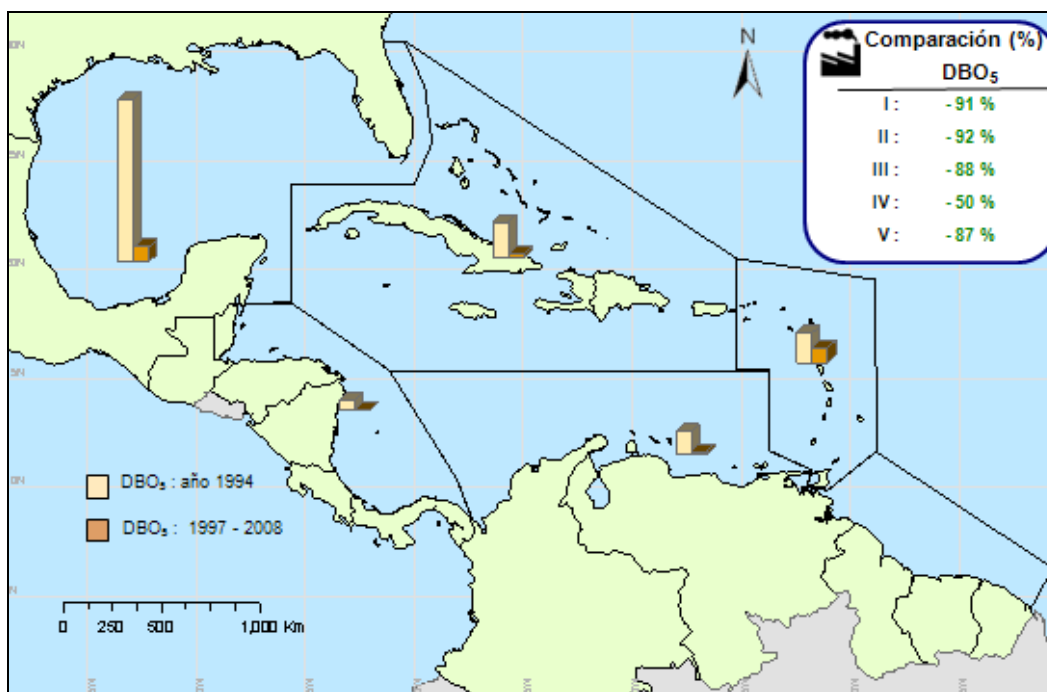 N
Comparación (%)
DBO₅
I : - 91 %
II : - 92 %
III : - 88 %
IV : - 50 %
V : - 87 %
DBO₅ : año 1994
DBO₅ : 1997 - 2008
0 250 500 1,000 Km